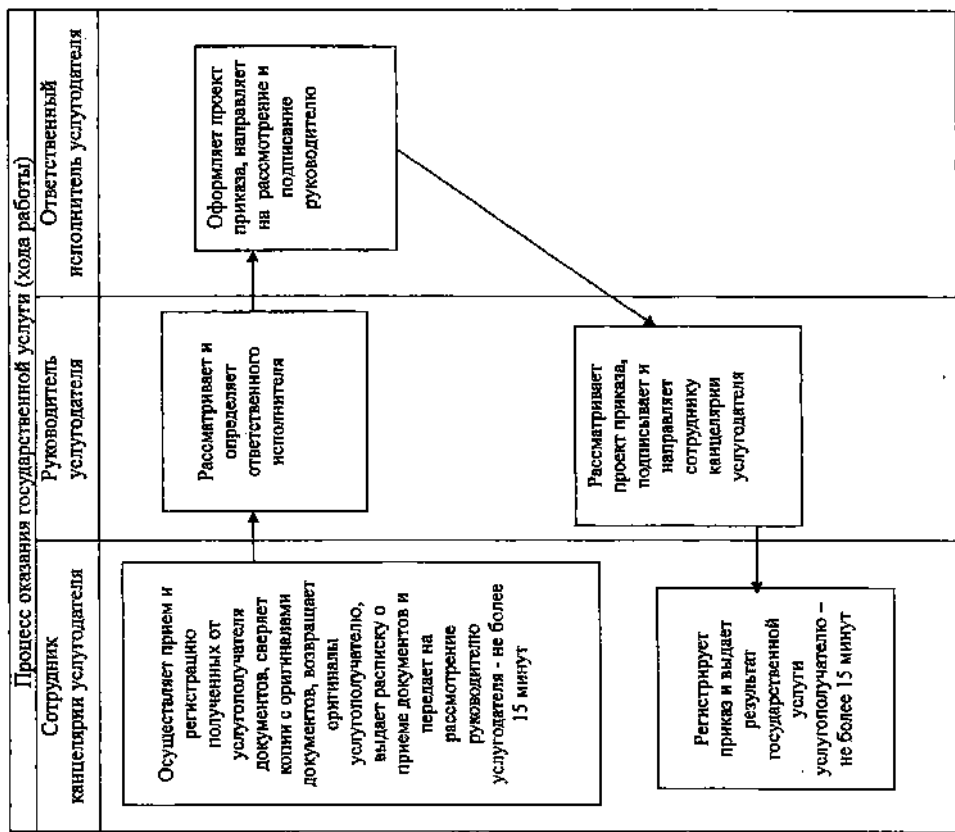 Процесс оказания государственной услуги (хода работы)
Сотрудник
канцелярии услугодателя
Руководитель
услугодателя
Ответственный
исполнитель услугодателя
Осуществляет прием и
регистрацию
полученных от
услугополучателя
документов, сверяет
копии с оригиналами
документов, возвращает
оригиналы
услугополучателю,
выдает расписку о
приеме документов и
передает на
рассмотрение
руководителю
услугодателя - не более
15 минут
Рассматривает и
определяет
ответственного
исполнителя
Оформляет проект
приказа, направляет
на рассмотрение и
подписание
руководителю
Рассматривает
проект приказа,
подписывает и
направляет
сотруднику
канцелярии
услугодателя
Регистрирует
приказ и выдает
результат
государственной
услуги
услугополучателю –
не более 15 минут